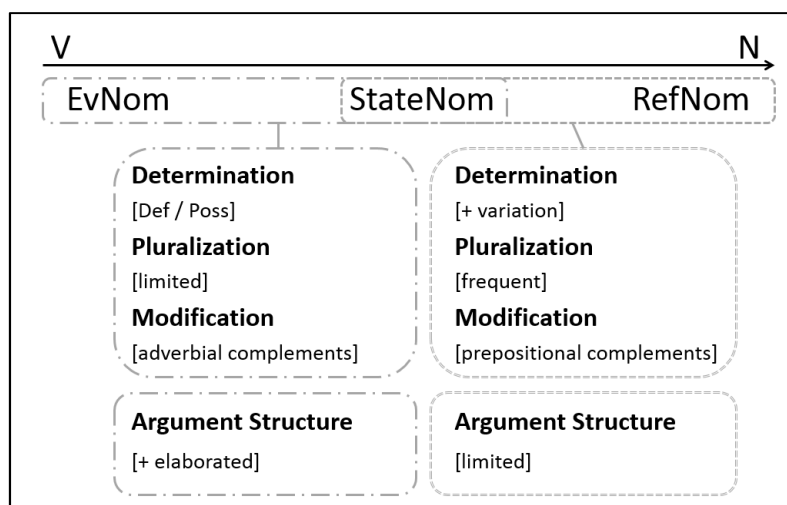 V N
EvNom StateNom RefNom
Determination
[Def / Poss]
Pluralization
[limited]
Modification
[adverbial complements]
Argument Structure
[+ elaborated]
Determination
[+ variation]
Pluralization
[frequent]
Modification
[prepositional complements]
Argument Structure
[limited]